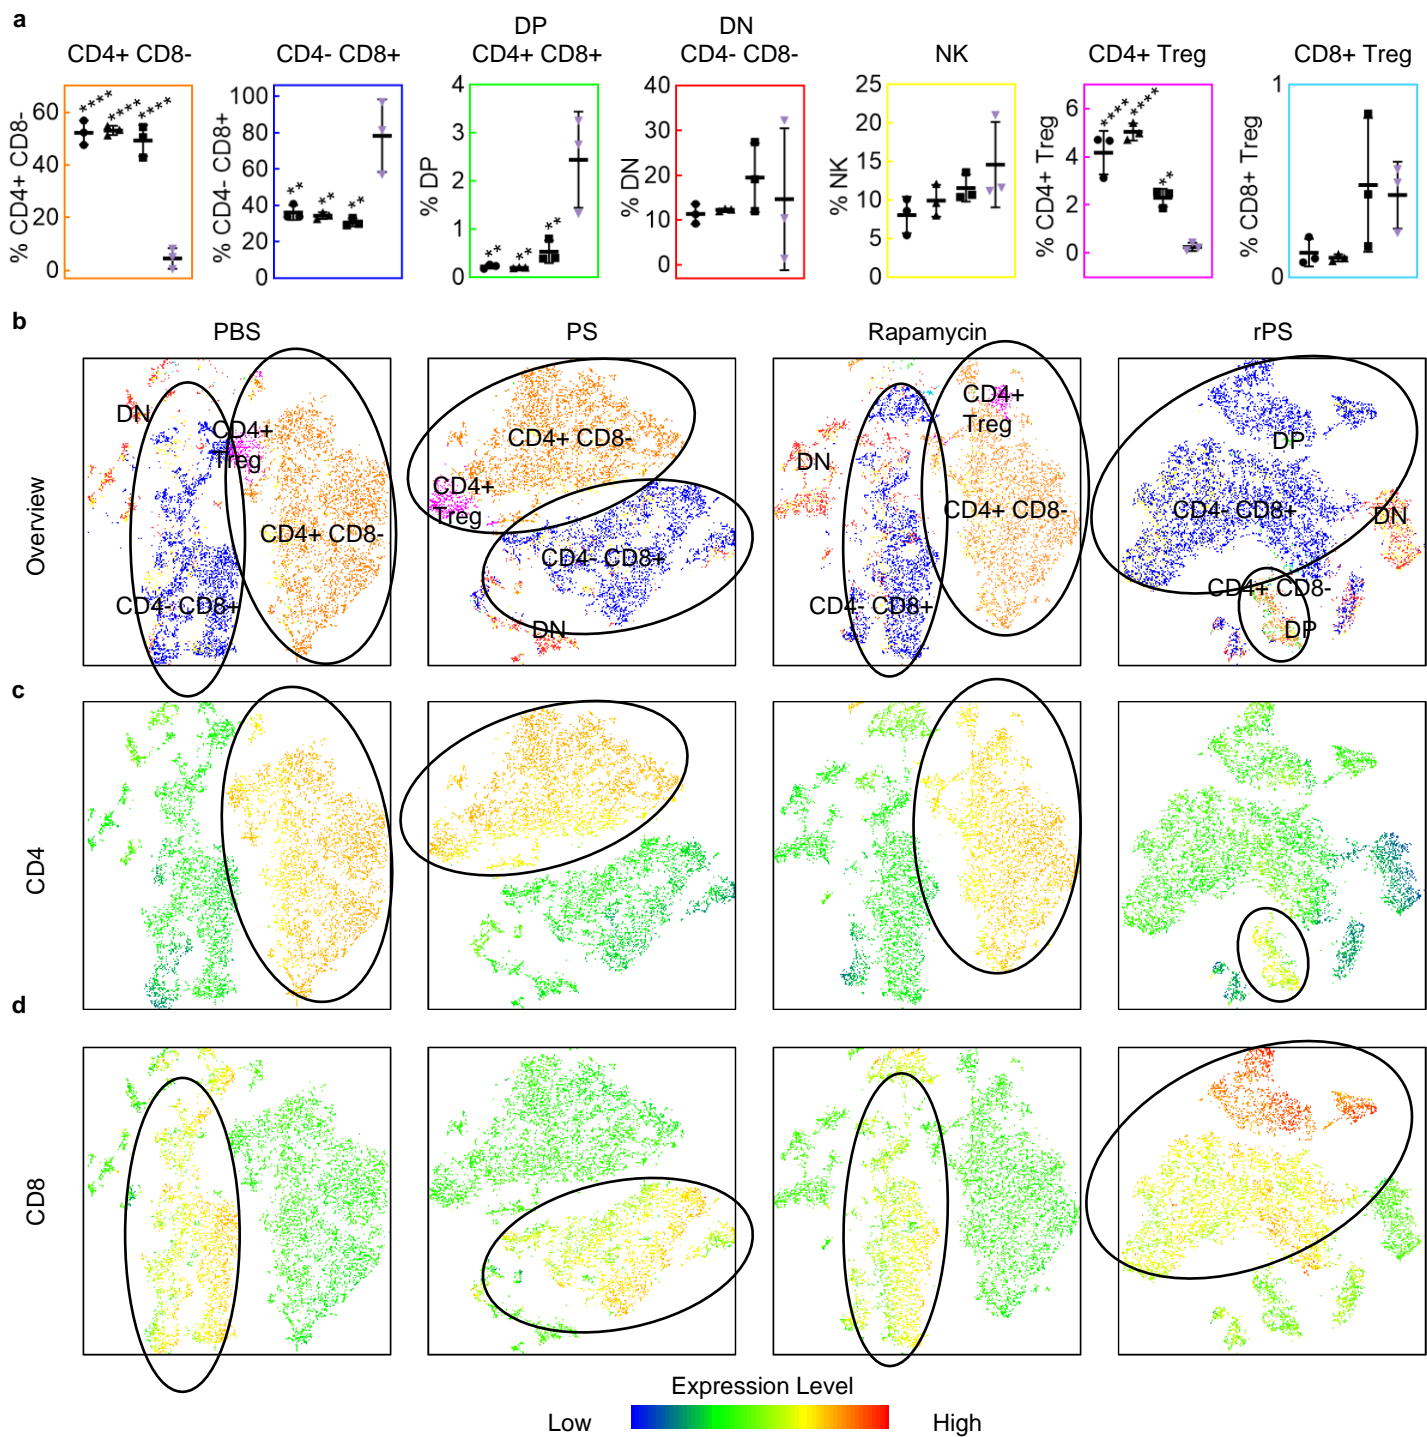 a
CD4+ CD8-
CD4- CD8+
DP
CD4+ CD8+
DN
CD4- CD8-
NK
CD4+ Treg
CD8+ Treg
% CD4+ CD8-
60
40
20
0
****
****
****
% CD4- CD8+
100
80
60
40
20
0
**
**
**
% DP
4
3
2
1
0
**
**
**
% DN
40
30
20
10
0
% NK
25
20
15
10
5
0
% CD4+ Treg
6
4
2
0
****
****
**
% CD8+ Treg
1
0
b
PBS
PS
Rapamycin
rPS
Overview
DN
CD4+
Treg
CD4+ CD8-
CD4- CD8+
CD4+ CD8-
CD4+
Treg
CD4- CD8+
DN
CD4+
Treg
DN
CD4+ CD8-
CD4- CD8+
DP
CD4- CD8+
DN
CD4+ CD8-
DP
c
CD4
d
CD8
Expression Level
Low
High